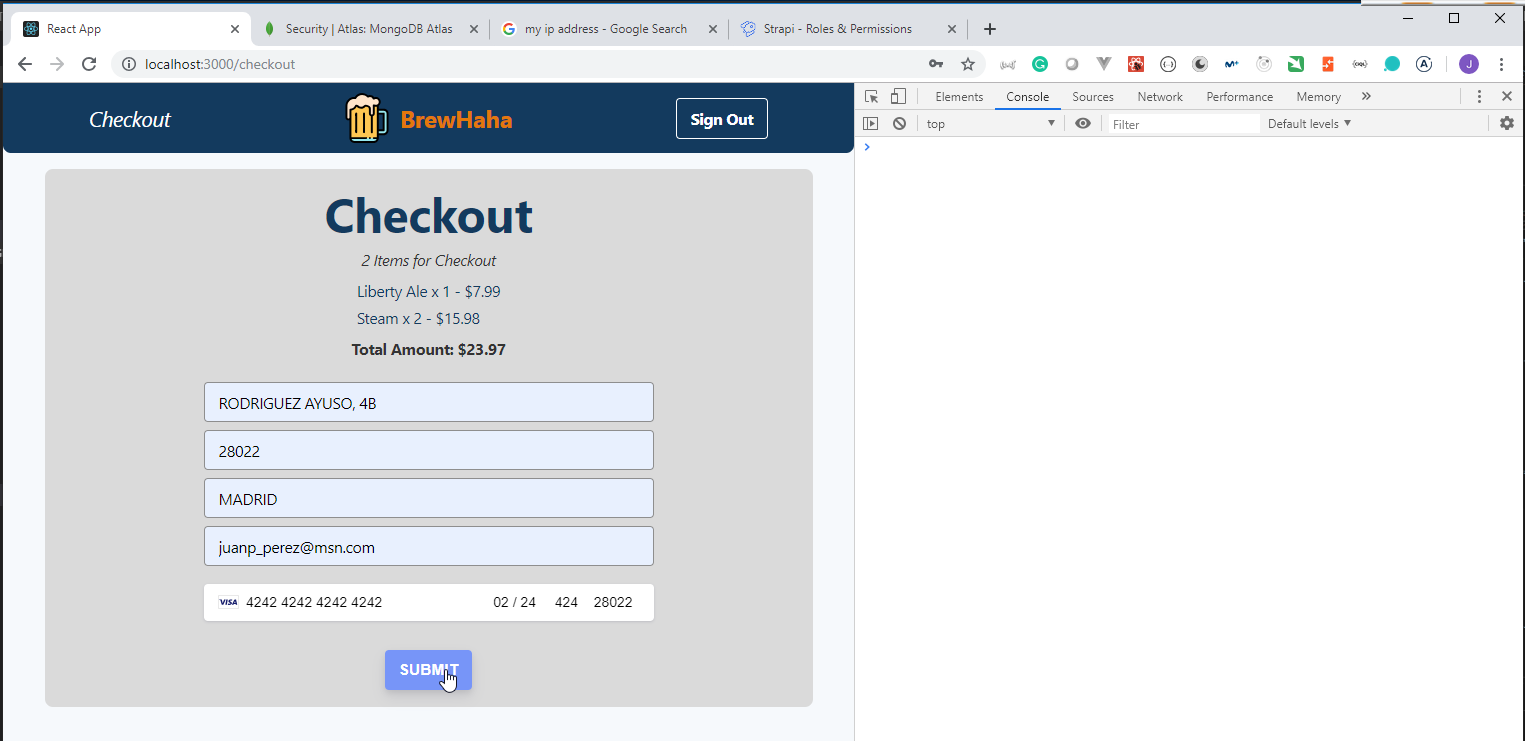 React App
Security | Atlas: MongoDB Atlas
my ip address - Google Search
Strapi - Roles & Permissions
localhost:3000/checkout
J
Checkout
BrewHaha
Sign Out
Elements Console Sources Network Performance Memory
top
Filter
Default levels
Checkout
2 Items for Checkout
Liberty Ale x 1 - $7.99
Steam x 2 - $15.98
Total Amount: $23.97
RODRIGUEZ AYUSO, 4B
28022
MADRID
juanp_perez@msn.com
VISA 4242 4242 4242 4242 02 / 24 424 28022
SUBMIT